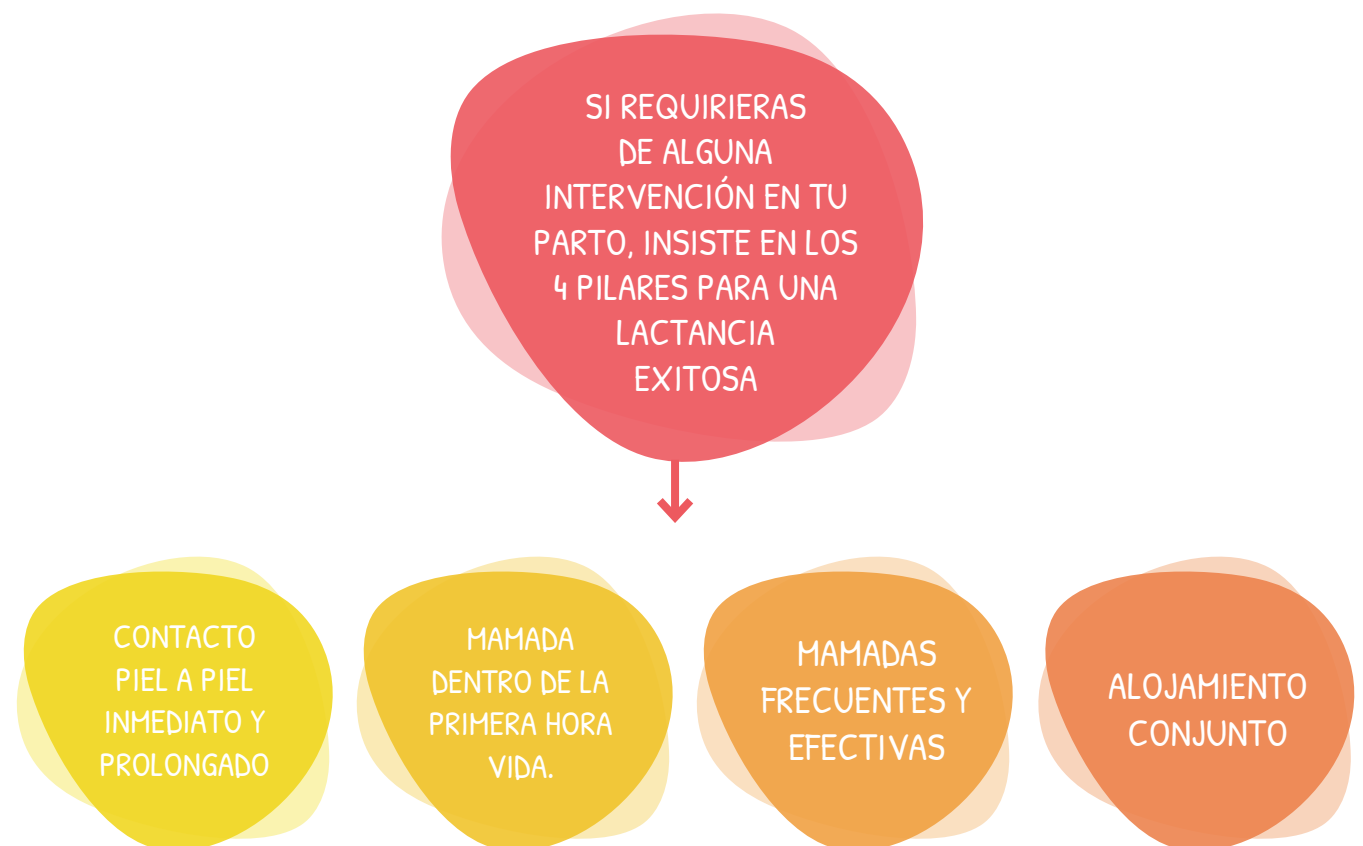 SI REQUIRIERAS
DE ALGUNA
INTERVENCIÓN EN TU
PARTO, INSISTE EN LOS
4 PILARES PARA UNA
LACTANCIA
EXITOSA
CONTACTO
PIEL A PIEL
INMEDIATO Y
PROLONGADO
MAMADA
DENTRO DE LA
PRIMERA HORA
VIDA.
MAMADAS
FRECUENTES Y
EFECTIVAS
ALOJAMIENTO
CONJUNTO